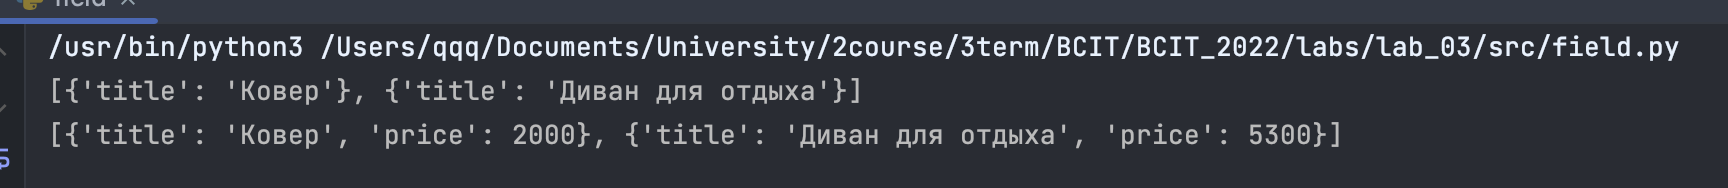 field
/usr/bin/python3 /Users/qqq/Documents/University/2course/3term/BCIT/BCIT_2022/labs/lab_03/src/field.py
[{'title': 'Ковер'}, {'title': 'Диван для отдыха'}]
[{'title': 'Ковер', 'price': 2000}, {'title': 'Диван для отдыха', 'price': 5300}]